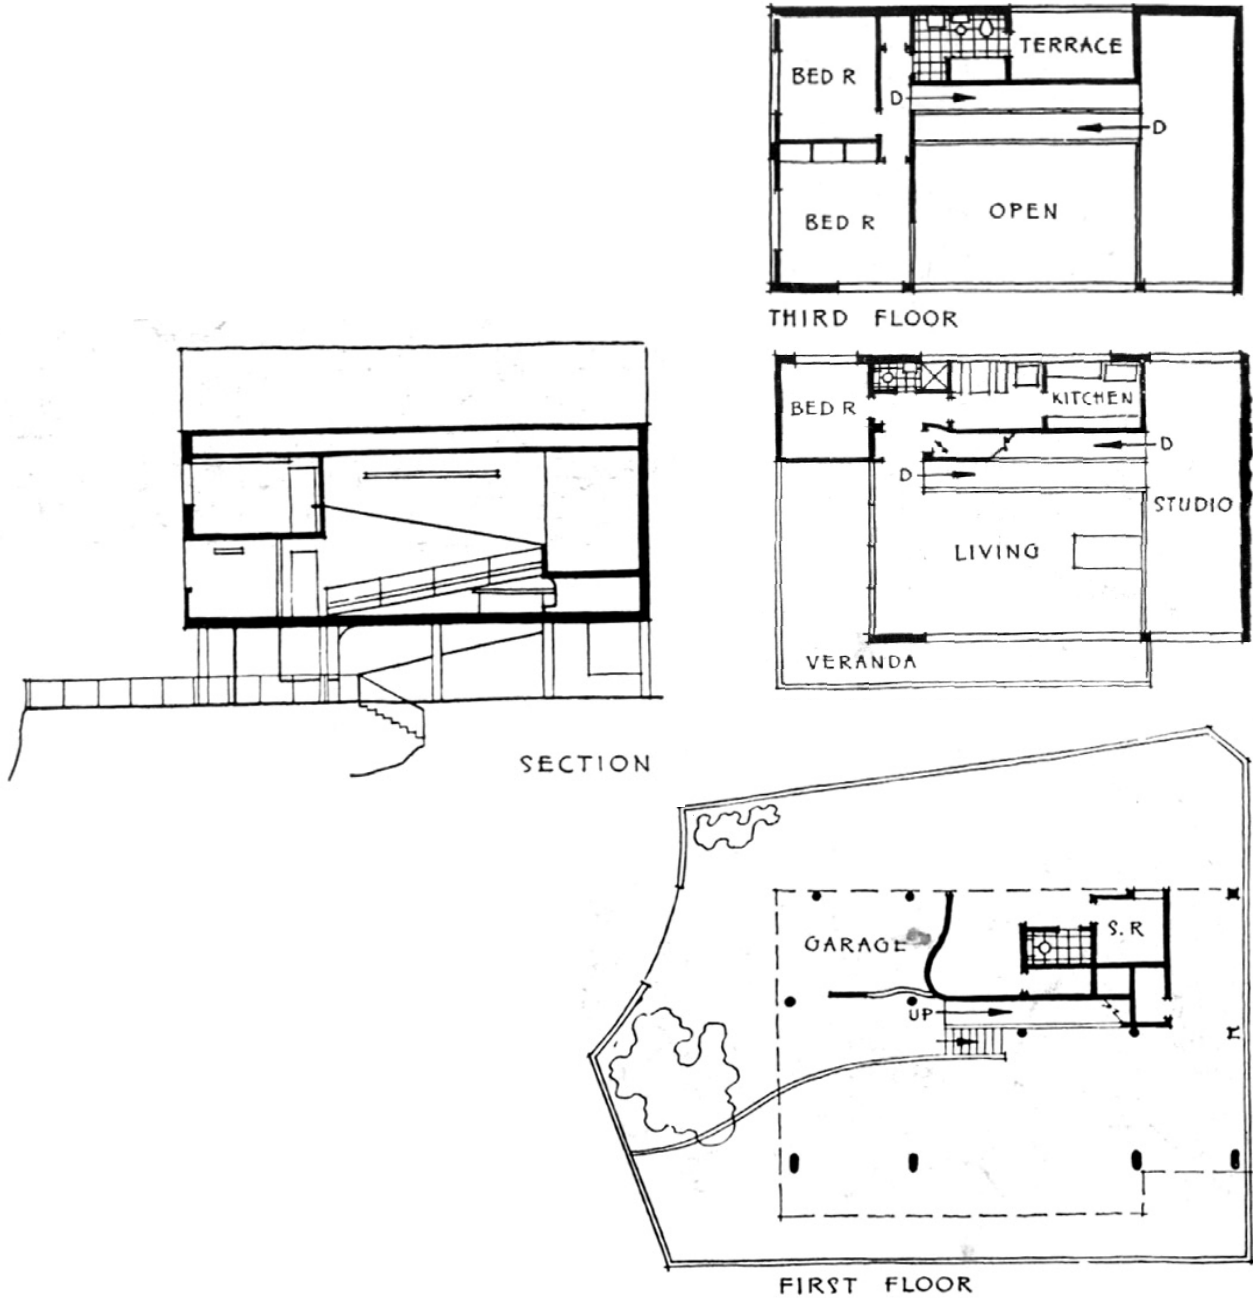 TERRACE
BED R
D
D
BED R
OPEN
THIRD FLOOR
BED R
KITCHEN
D
D
STUDIO
LIVING
VERANDA
SECTION
GARAGE
S.R
UP
FIRST FLOOR